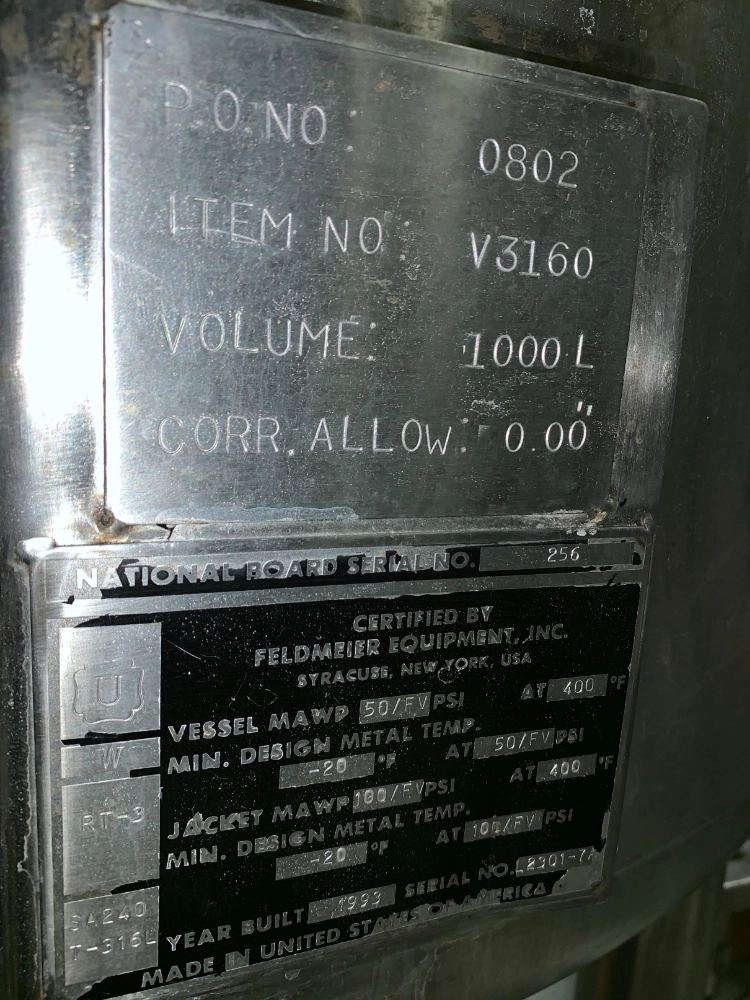 P.O.NO : 0802
ITEM NO : V3160
VOLUME: 1000 L
CORR. ALLOW: 0.00"
NATIONAL BOARD SERIAL NO. 256
CERTIFIED BY
FELDMEIER EQUIPMENT, INC.
SYRACUSE, NEW YORK, USA
U
VESSEL MAWP 50/FV PSI AT 400 °F
W
MIN. DESIGN METAL TEMP.
-20 °F AT 50/FV PSI
RT-3
JACKET MAWP 100/FV PSI AT 400 °F
MIN. DESIGN METAL TEMP.
-20 °F AT 100/FV PSI
SA240
T-316L
YEAR BUILT 1993 SERIAL NO.
MADE IN UNITED STATES OF AMERICA